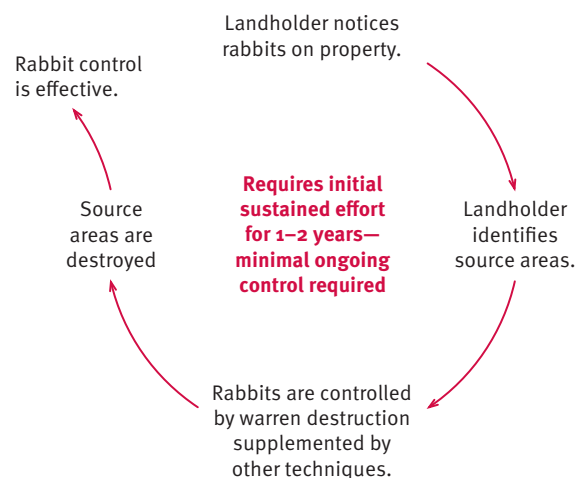 Landholder notices
rabbits on property.
Landholder
identifies
source areas.
Rabbits are controlled
by warren destruction
supplemented by
other techniques.
Source
areas are
destroyed
Rabbit control
is effective.
Requires initial
sustained effort
for 1–2 years—
minimal ongoing
control required